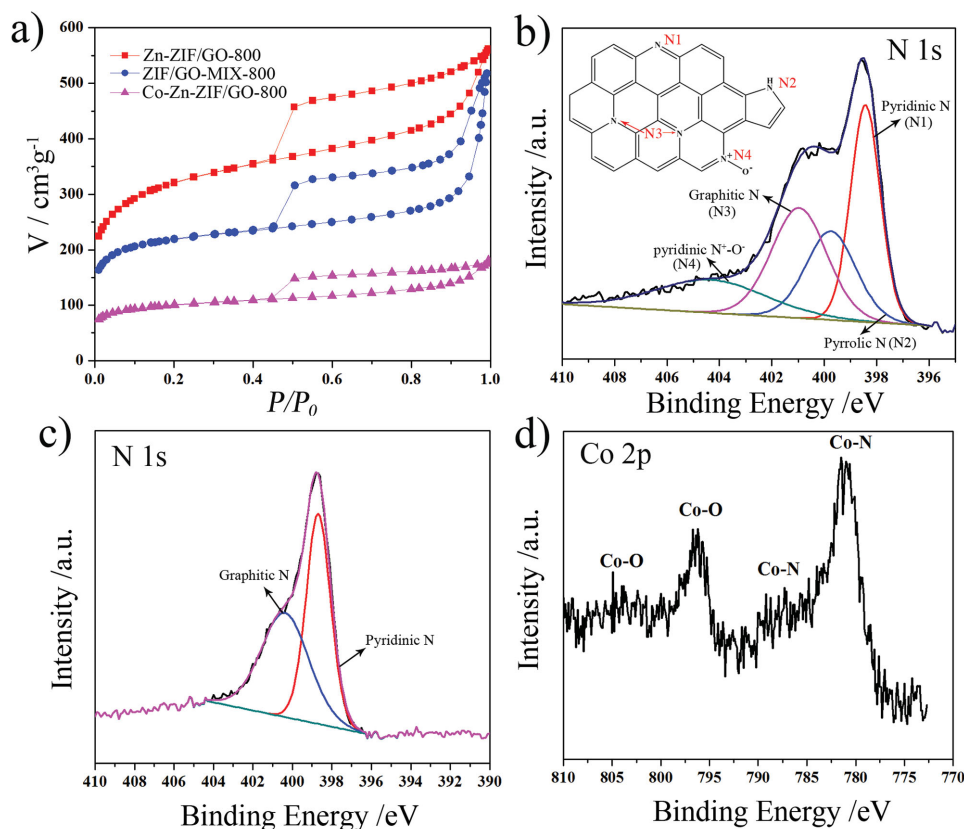 a)
600
500
400
300
200
100
0
V / cm³g⁻¹
Zn-ZIF/GO-800
ZIF/GO-MIX-800
Co-Zn-ZIF/GO-800
0.0 0.2 0.4 0.6 0.8 1.0
P/P₀
b)
N 1s
N N1
H
N N2
N N3 N
N⁺ N4
O⁻
Pyridinic N
(N1)
Graphitic N
(N3)
pyridinic N⁺-O⁻
(N4)
Pyrrolic N (N2)
Intensity /a.u.
410 408 406 404 402 400 398 396
Binding Energy /eV
c)
N 1s
Graphitic N
Pyridinic N
Intensity /a.u.
410 408 406 404 402 400 398 396 394 392 390
Binding Energy /eV
d)
Co 2p
Co-N
Co-O
Co-N
Co-O
Intensity /a.u.
810 805 800 795 790 785 780 775 770
Binding Energy /eV